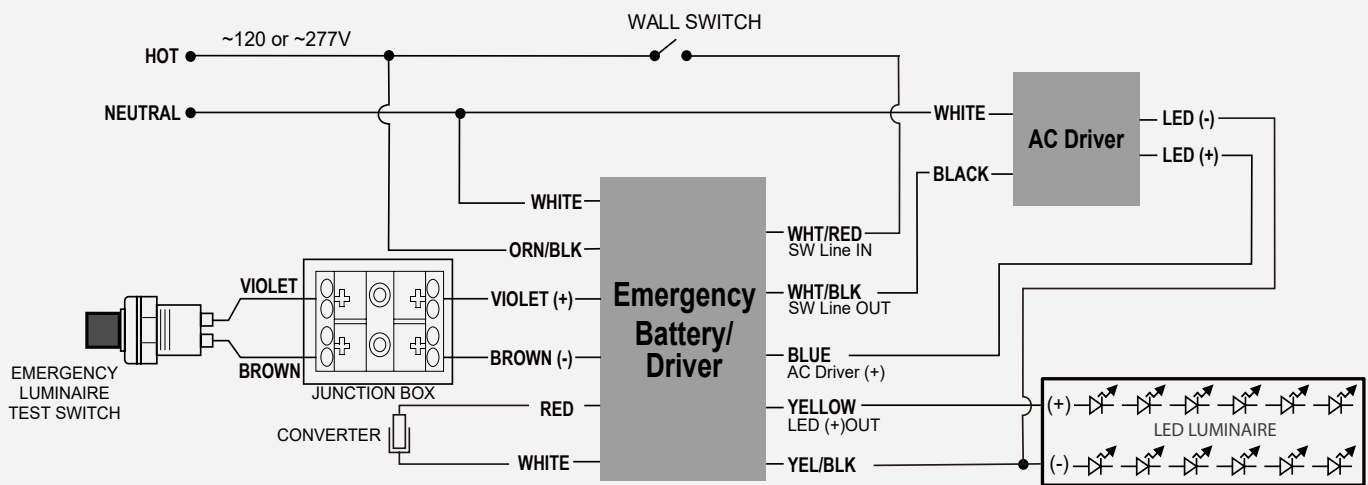 WALL SWITCH
~120 or ~277V
HOT
NEUTRAL
WHITE
AC Driver
LED (-)
LED (+)
BLACK
WHITE
ORN/BLK
WHT/RED
SW Line IN
VIOLET
VIOLET (+)
Emergency
Battery/
Driver
WHT/BLK
SW Line OUT
BROWN
BROWN (-)
BLUE
AC Driver (+)
EMERGENCY
LUMINAIRE
TEST SWITCH
JUNCTION BOX
RED
YELLOW
LED (+)OUT
CONVERTER
WHITE
YEL/BLK
(+)
LED LUMINAIRE
(-)